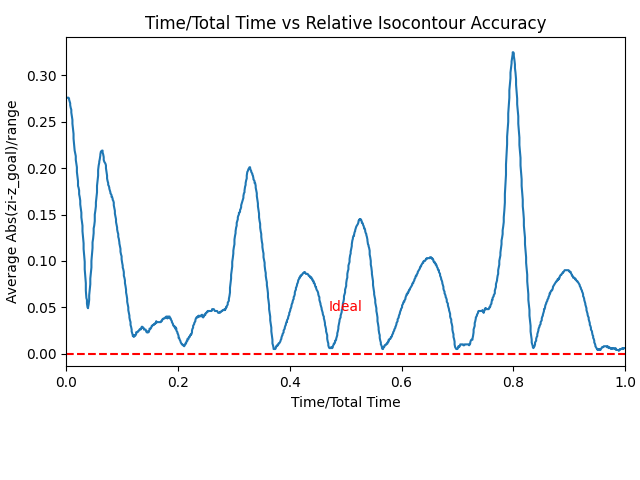 Time/Total Time vs Relative Isocontour Accuracy
Average Abs(zi-z_goal)/range
0.30
0.25
0.20
0.15
0.10
0.05
0.00
Ideal
0.0 0.2 0.4 0.6 0.8 1.0
Time/Total Time